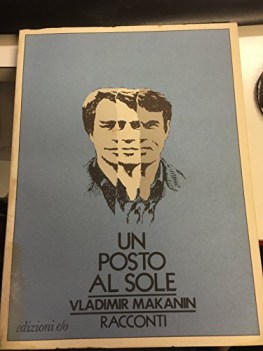 UN
POSTO
AL SOLE
VLADIMIR MAKANIN
RACCONTI
edizioni e/o